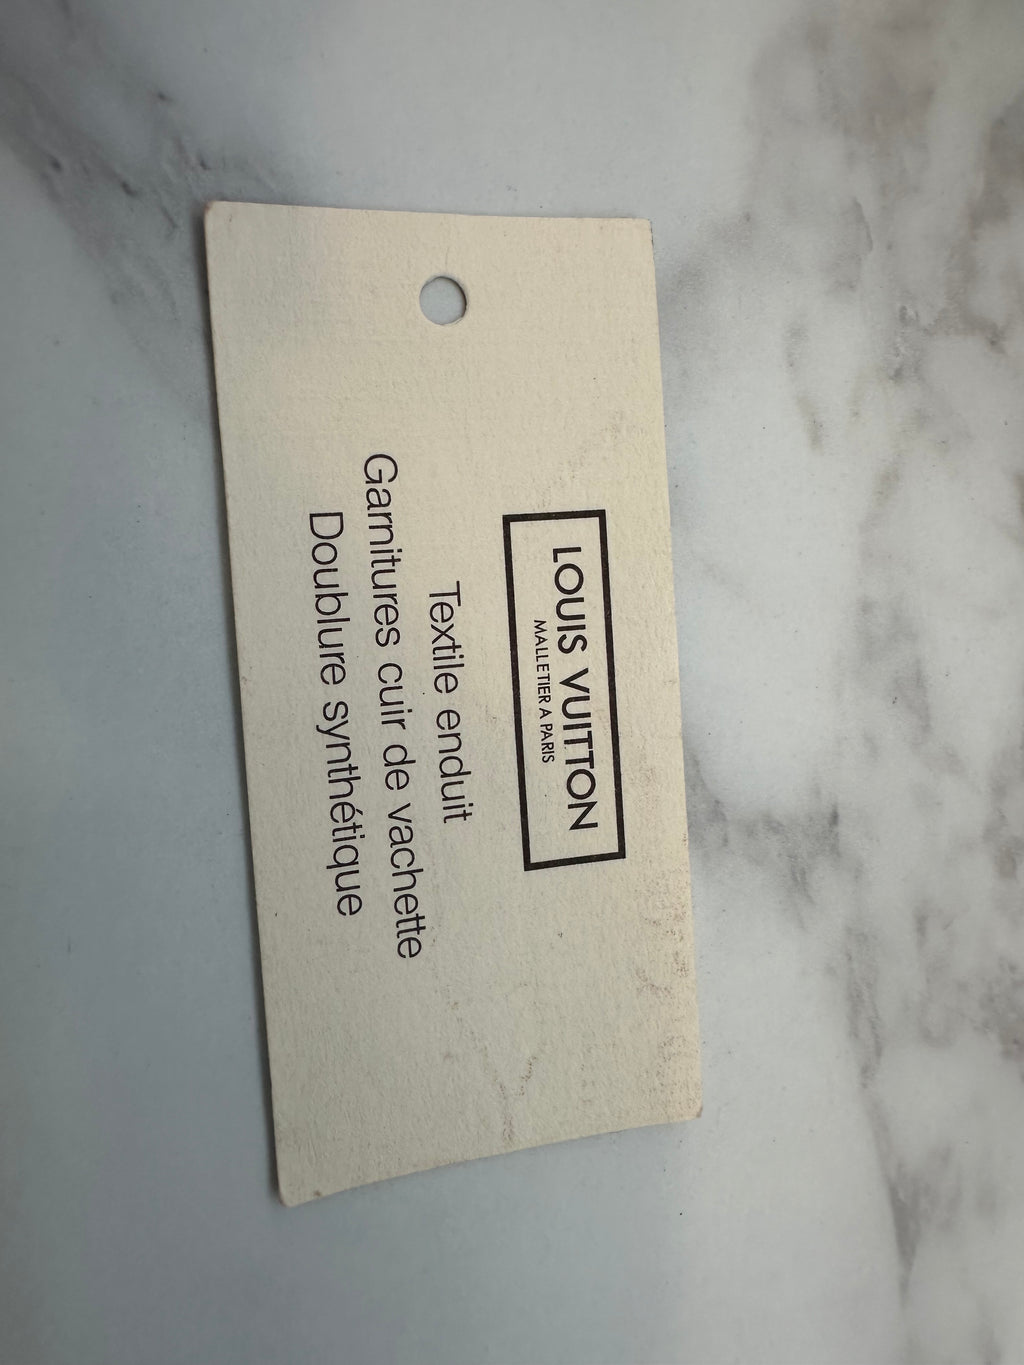 LOUIS VUITTON
MALLETIER A PARIS
Textile enduit
Garnitures cuir de vachette
Doublure synthétique